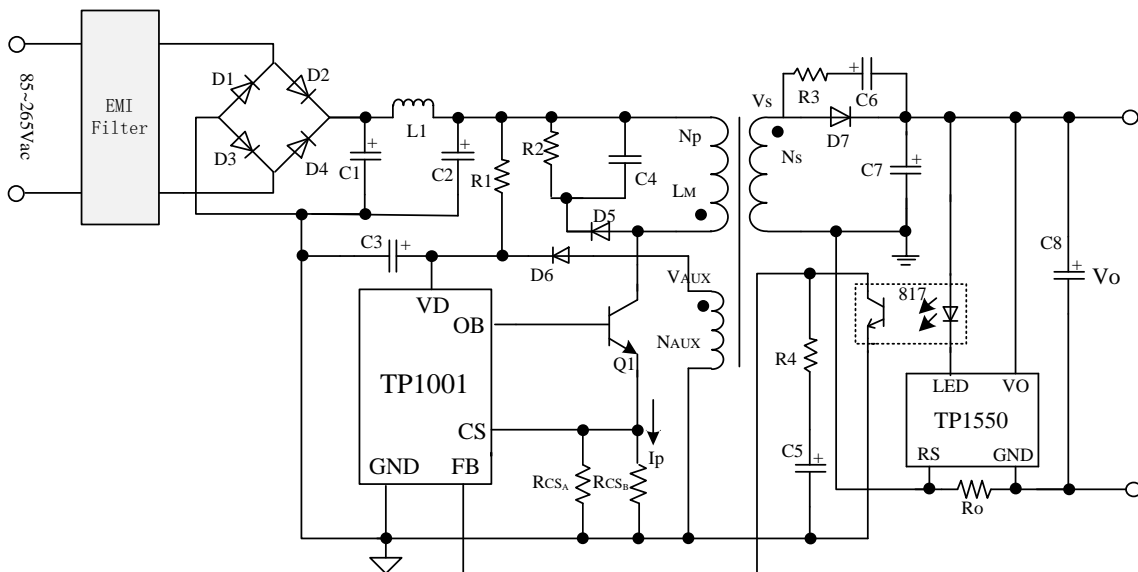 85~265Vac
EMI
Filter
D1
D2
D3
D4
L1
C1
+
C2
+
R1
R2
C4
D5
Np
LM
Vs
Ns
R3
+
C6
D7
C7
+
C8
+
Vo
C3
+
D6
VAUX
NAUX
VD
OB
TP1001
CS
GND
FB
Q1
Ip
RCSA
RCSB
R4
C5
+
817
LED
VO
TP1550
RS
GND
Ro